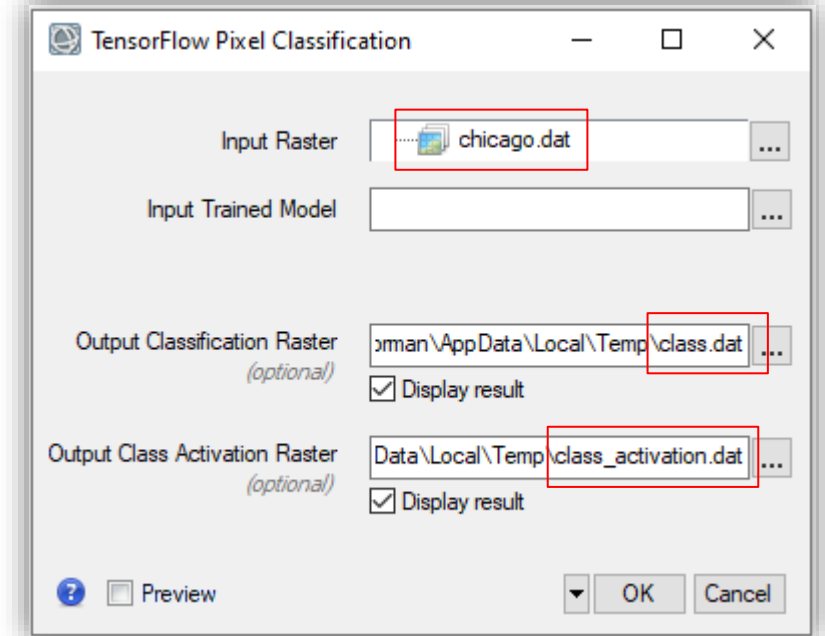 TensorFlow Pixel Classification
Input Raster chicago.dat ...
Input Trained Model ...
Output Classification Raster ɔrman\AppData\Local\Temp\class.dat ...
(optional)
Display result
Output Class Activation Raster Data\Local\Temp\class_activation.dat ...
(optional)
Display result
? Preview OK Cancel